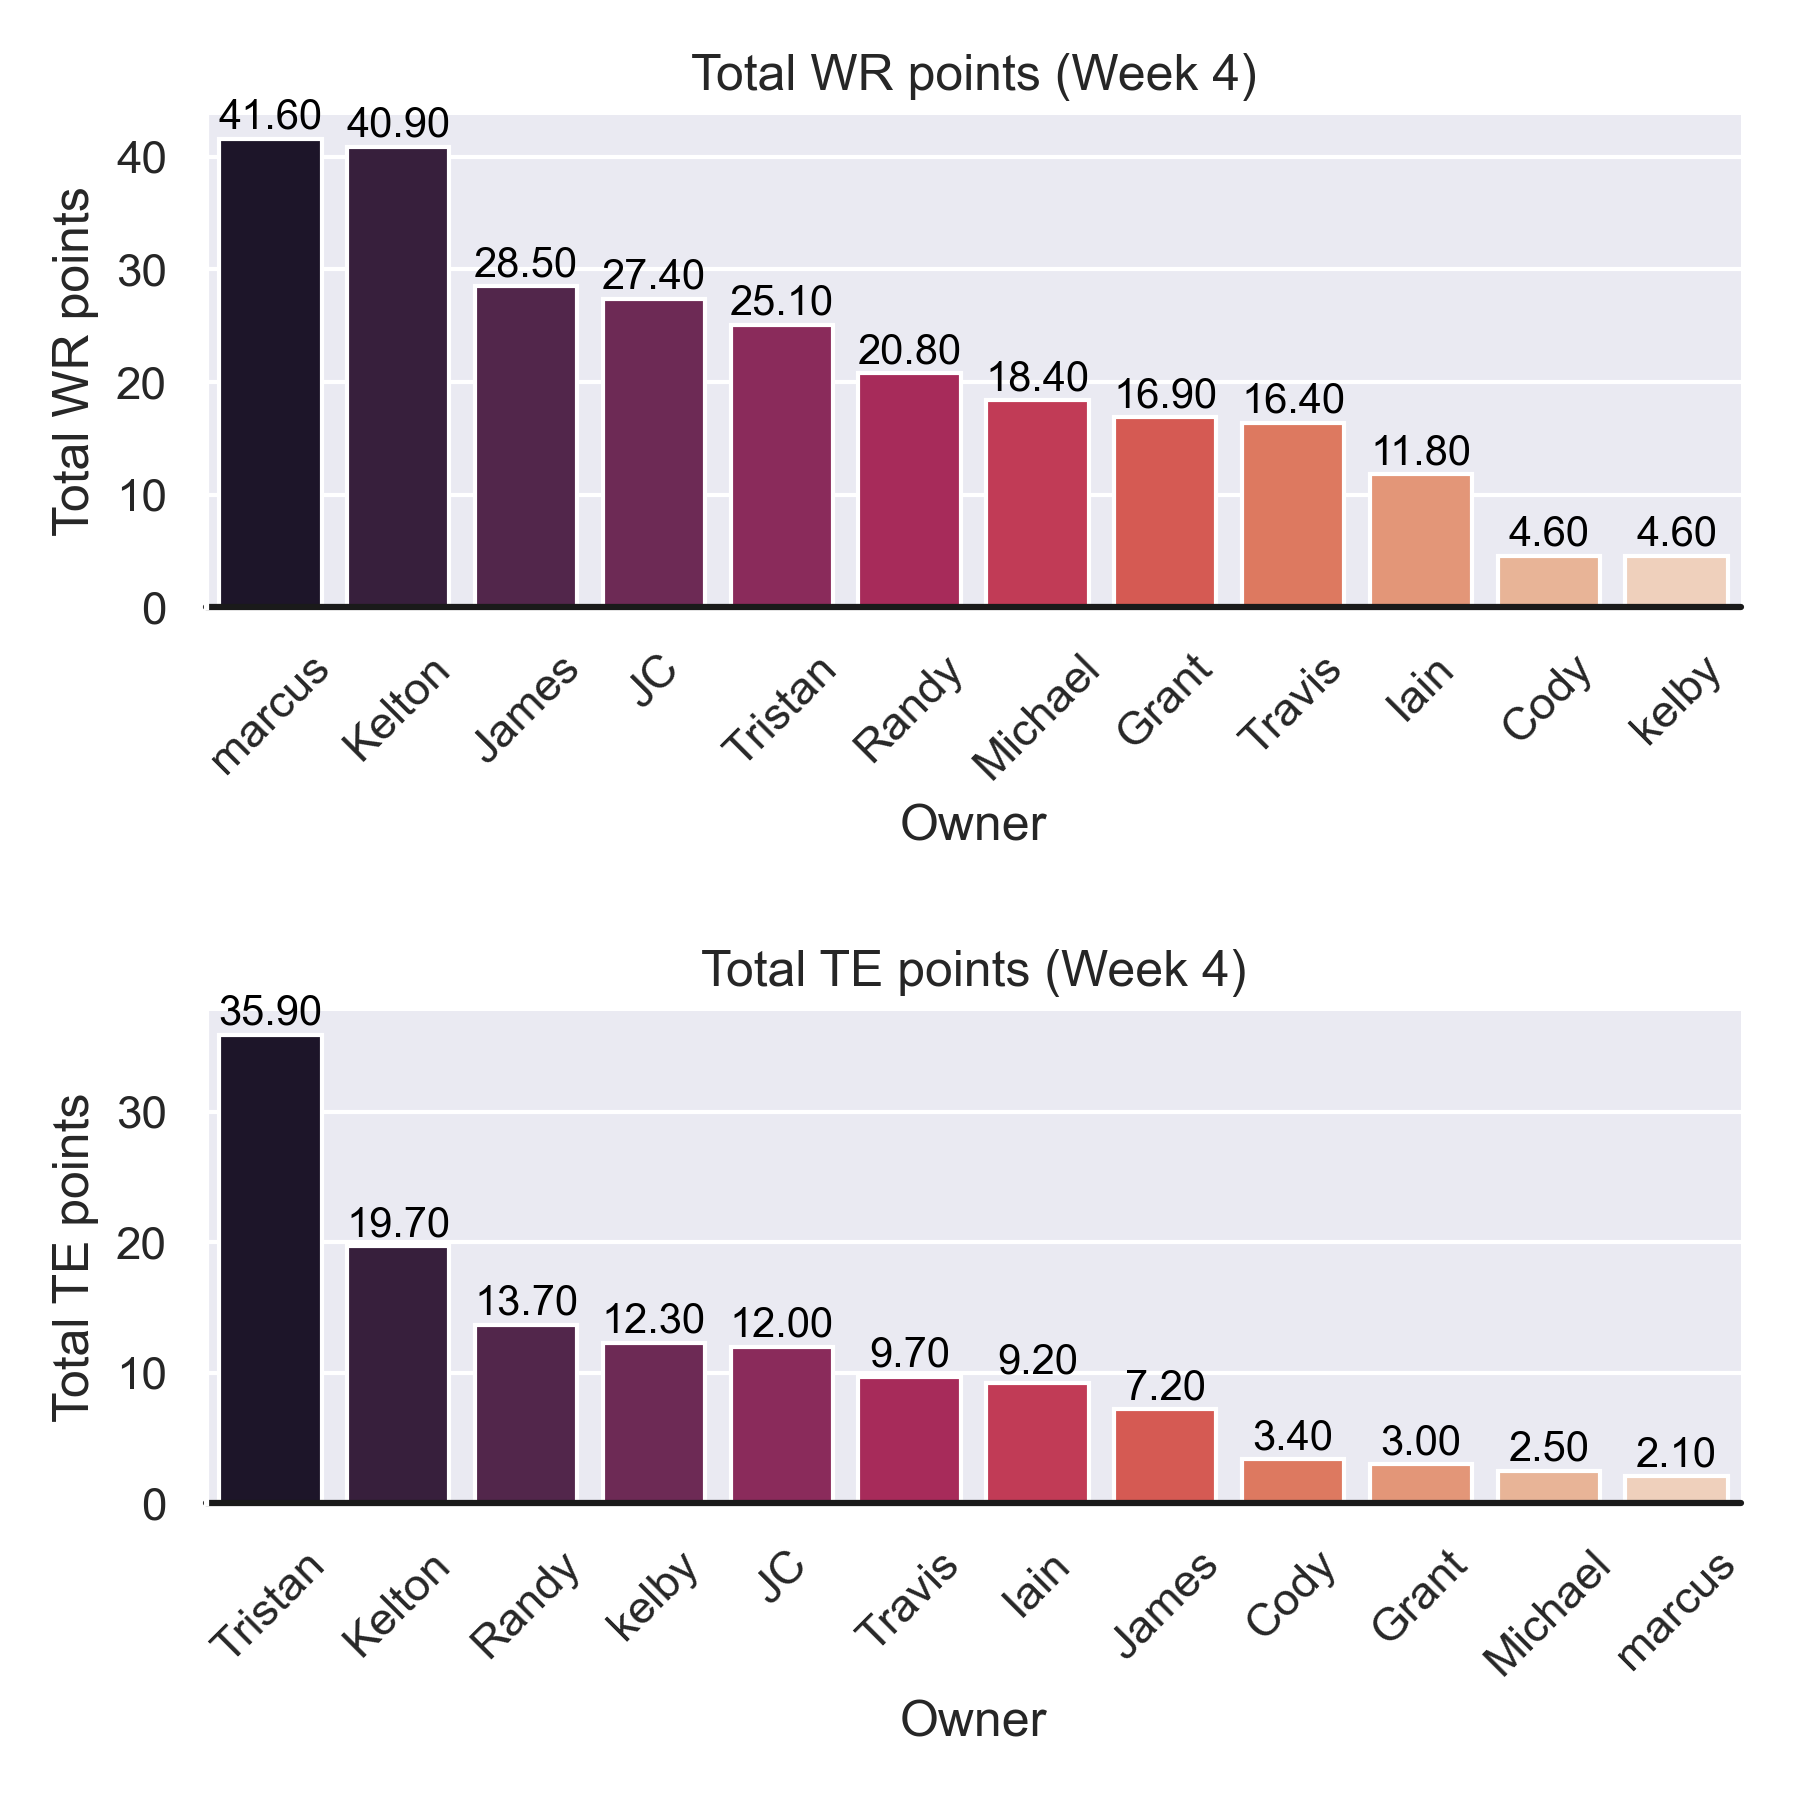 Total WR points (Week 4)
41.60 40.90 28.50 27.40 25.10 20.80 18.40 16.90 16.40 11.80 4.60 4.60
40
30
20
10
0
Total WR points
marcus Kelton James JC Tristan Randy Michael Grant Travis Iain Cody kelby
Owner
Total TE points (Week 4)
35.90 19.70 13.70 12.30 12.00 9.70 9.20 7.20 3.40 3.00 2.50 2.10
30
20
10
0
Total TE points
Tristan Kelton Randy kelby JC Travis Iain James Cody Grant Michael marcus
Owner